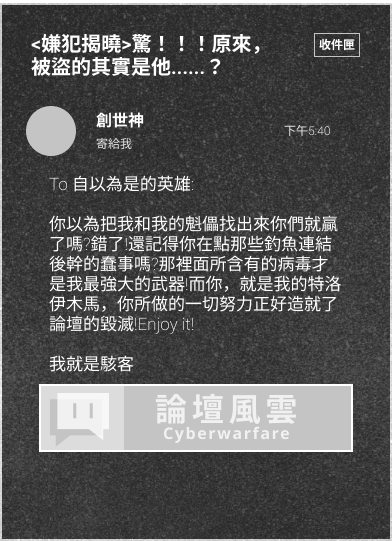 <嫌犯揭曉>驚！！！原來，
收件匣
被盜的其實是他......？
創世神
下午5:40
寄給我
To 自以為是的英雄:
你以為把我和我的魁儡找出來你們就贏
了嗎?錯了!還記得你在點那些釣魚連結
後幹的蠢事嗎?那裡面所含有的病毒才
是我最強大的武器!而你，就是我的特洛
伊木馬，你所做的一切努力正好造就了
論壇的毀滅!Enjoy it!
我就是駭客
論壇風雲
Cyberwarfare